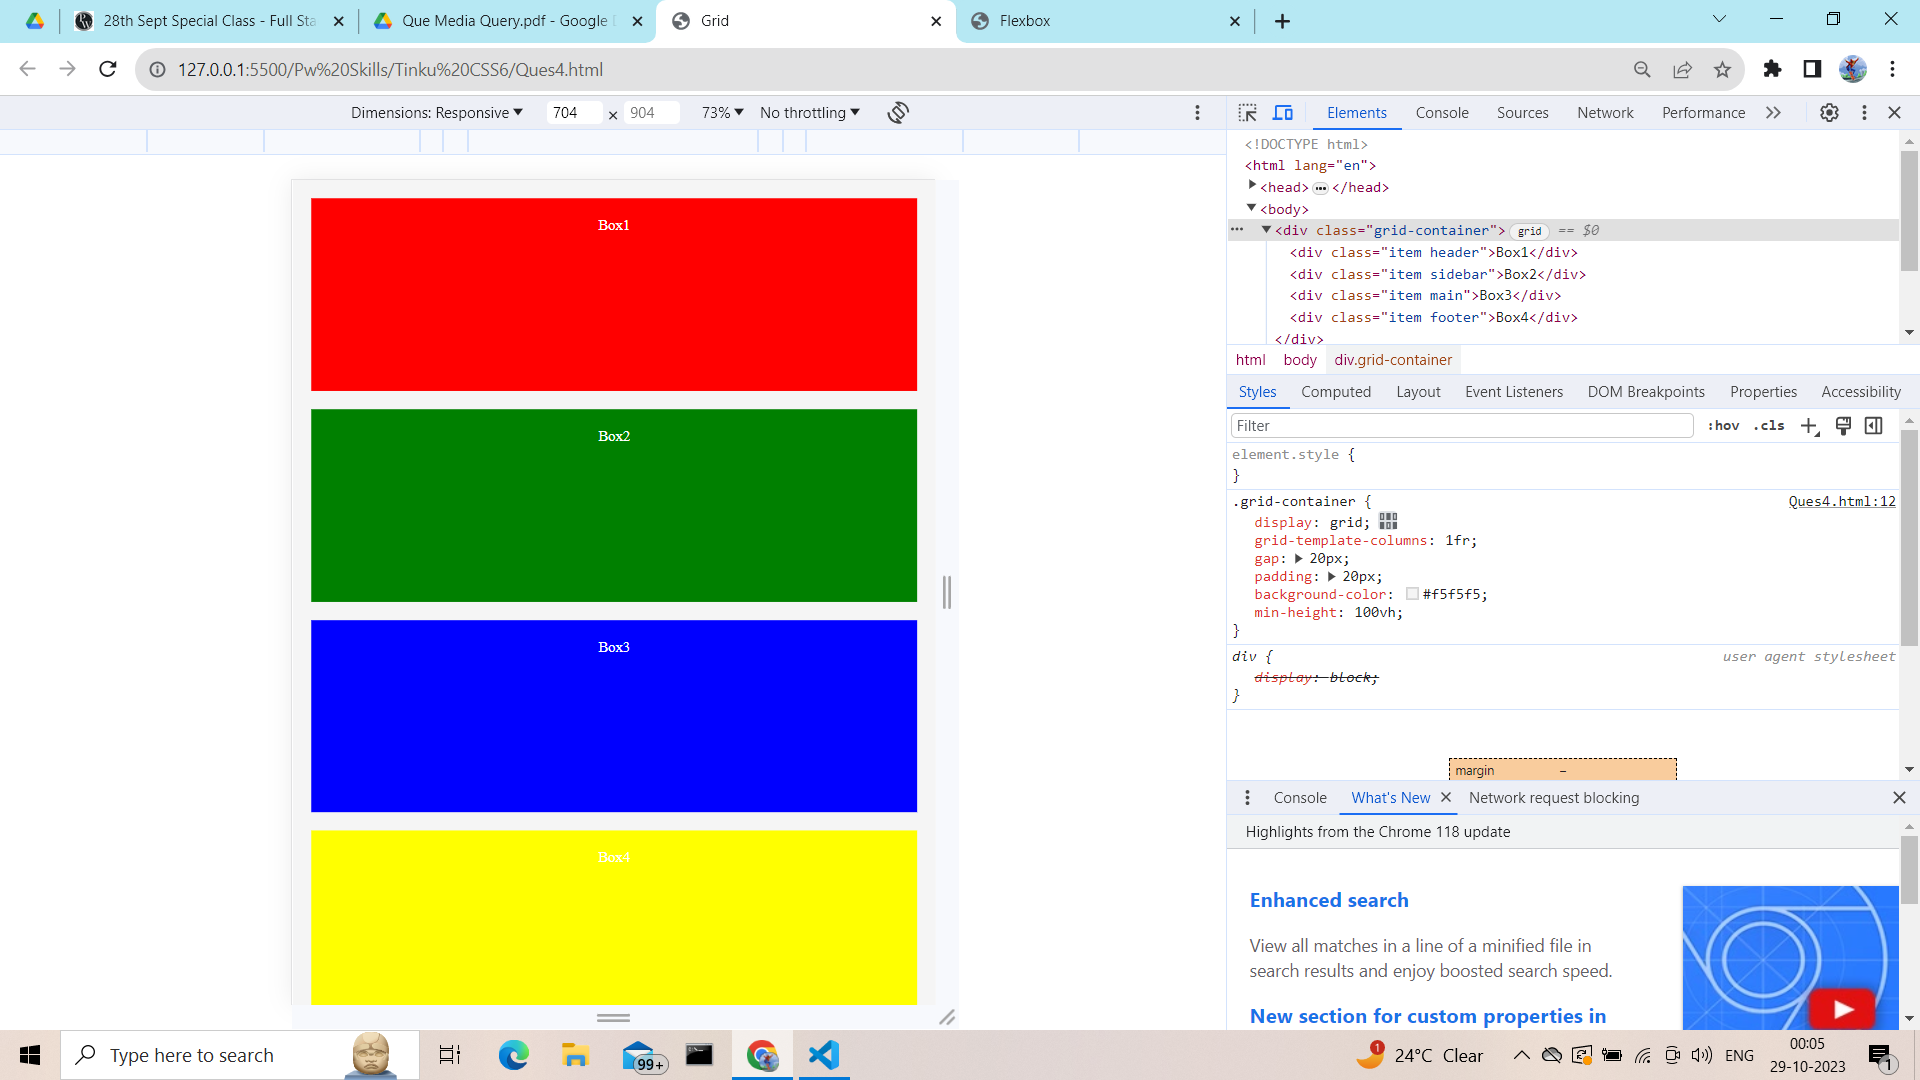 28th Sept Special Class - Full Sta
Que Media Query.pdf - Google
Grid
Flexbox
127.0.0.1:5500/Pw%20Skills/Tinku%20CSS6/Ques4.html
Dimensions: Responsive 704 × 904 73% No throttling
Box1
Box2
Box3
Box4
Elements Console Sources Network Performance
<!DOCTYPE html>
<html lang="en">
<head> ••• </head>
<body>
••• <div class="grid-container"> grid == $0
<div class="item header">Box1</div>
<div class="item sidebar">Box2</div>
<div class="item main">Box3</div>
<div class="item footer">Box4</div>
</div>
html body div.grid-container
Styles Computed Layout Event Listeners DOM Breakpoints Properties Accessibility
Filter :hov .cls
element.style {
}
.grid-container { Ques4.html:12
display: grid;
grid-template-columns: 1fr;
gap: 20px;
padding: 20px;
background-color: #f5f5f5;
min-height: 100vh;
}
div { user agent stylesheet
display: block;
}
margin –
Console What's New Network request blocking
Highlights from the Chrome 118 update
Enhanced search
View all matches in a line of a minified file in
search results and enjoy boosted search speed.
New section for custom properties in
Type here to search
99+
1
24°C Clear
ENG
00:05
29-10-2023
1